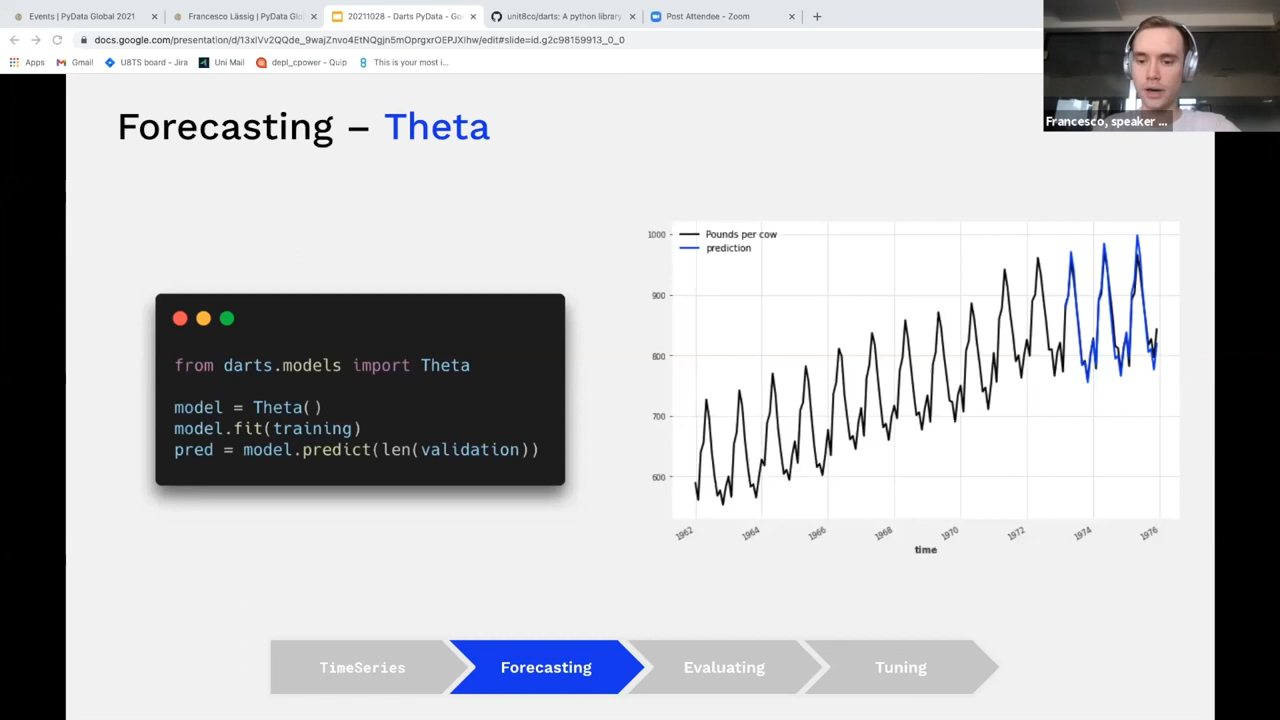 Events | PyData Global 2021
Francesco Lässig | PyData Glo
20211028 - Darts PyData - Go
unit8co/darts: A python library
Post Attendee - Zoom
docs.google.com/presentation/d/13xIVv2QQde_9wajZnvo4EtNQgjn5mOprgxrOEPJXIhw/edit#slide=id.g2c98159913_0_0
Apps
Gmail
U8TS board - Jira
Uni Mail
depl_cpower - Quip
This is your most i...
Francesco, speaker ...
Forecasting – Theta
from darts.models import Theta
model = Theta()
model.fit(training)
pred = model.predict(len(validation))
Pounds per cow
prediction
1000
900
800
700
600
1962
1964
1966
1968
1970
1972
1974
1976
time
TimeSeries
Forecasting
Evaluating
Tuning